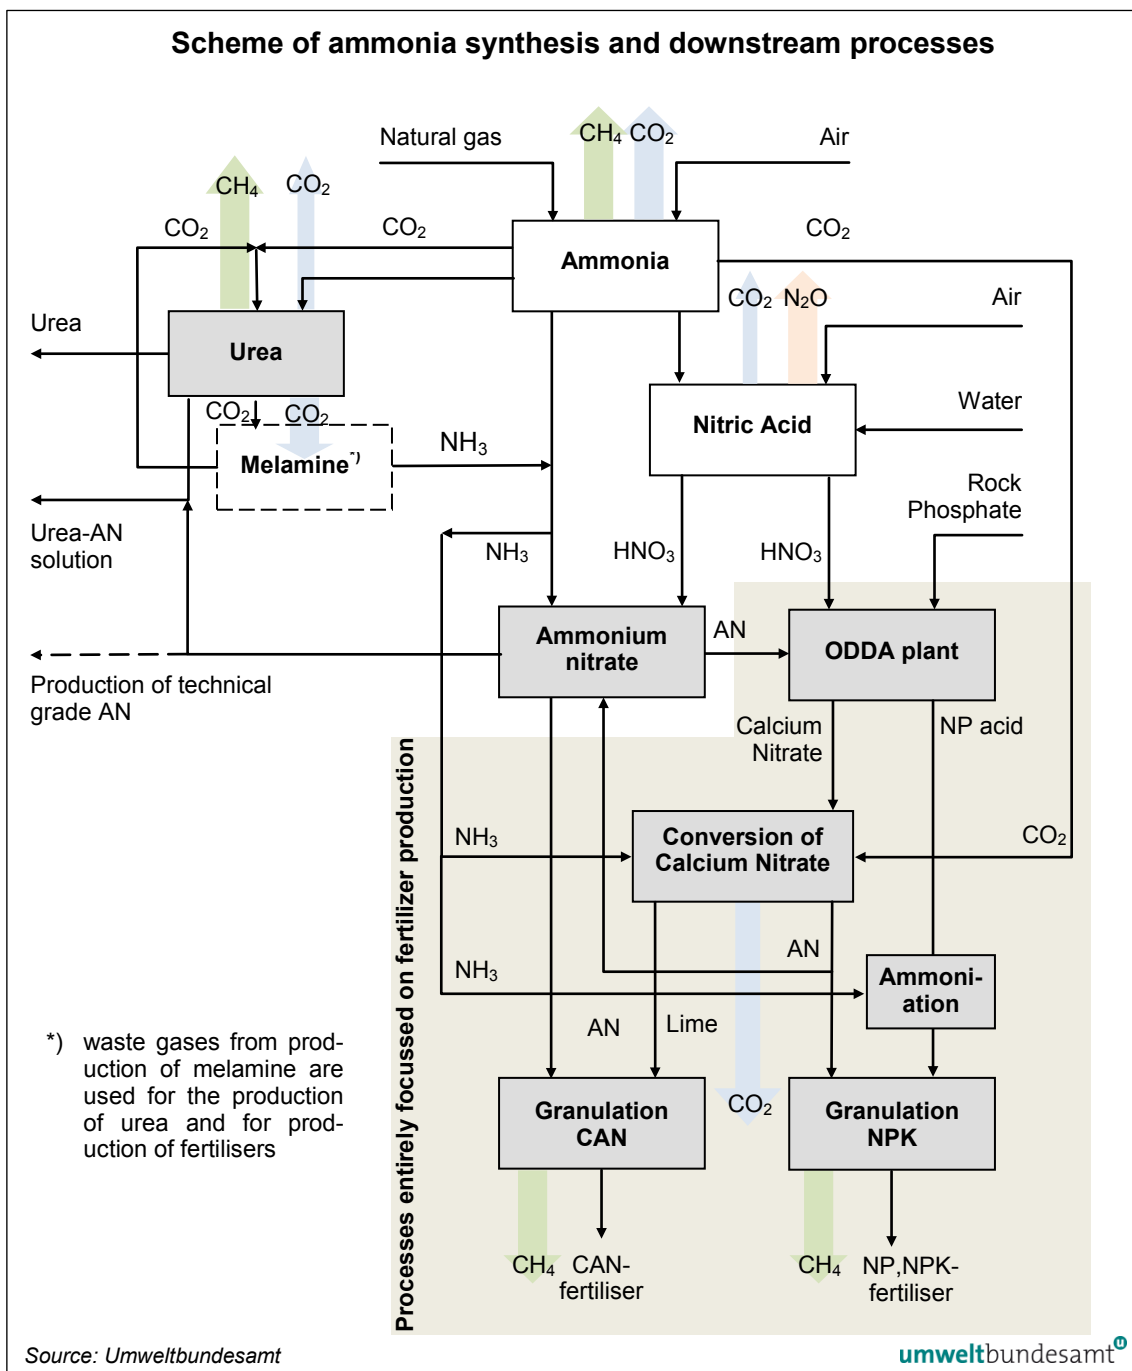 Scheme of ammonia synthesis and downstream processes
Natural gas
CH₄
CO₂
Air
CH₄
CO₂
CO₂
CO₂
CO₂
Ammonia
CO₂
N₂O
Air
Urea
Urea
CO₂
CO₂
Water
Nitric Acid
Melamine*)
NH₃
Rock
Phosphate
Urea-AN
solution
NH₃
HNO₃
HNO₃
Ammonium
nitrate
AN
ODDA plant
Production of technical
grade AN
Calcium
Nitrate
NP acid
Processes entirely focussed on fertilizer production
NH₃
Conversion of
Calcium Nitrate
CO₂
AN
NH₃
Ammoni-
ation
AN
Lime
*) waste gases from prod-
uction of melamine are
used for the production
of urea and for prod-
uction of fertilisers
Granulation
CAN
CO₂
Granulation
NPK
CH₄
CAN-
fertiliser
CH₄
NP,NPK-
fertiliser
Source: Umweltbundesamt
umweltbundesamt
u